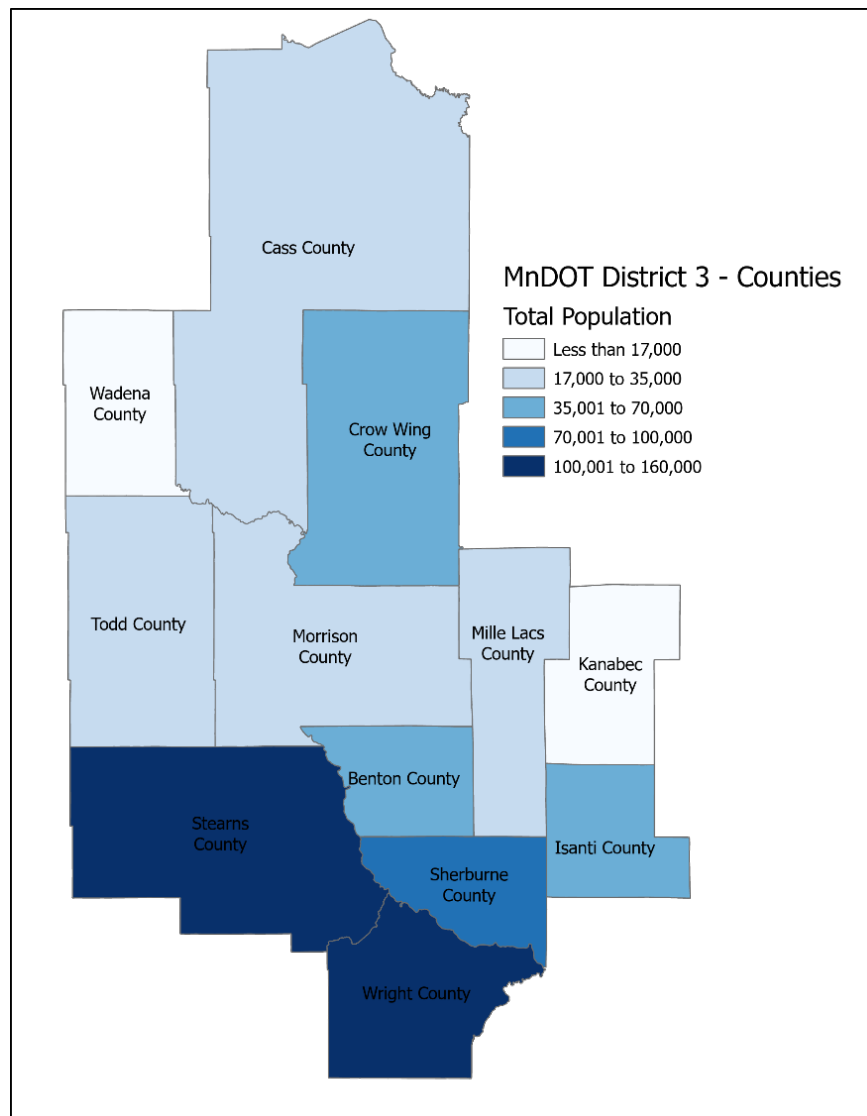 Cass County
MnDOT District 3 - Counties
Total Population
Less than 17,000
17,000 to 35,000
35,001 to 70,000
70,001 to 100,000
100,001 to 160,000
Wadena
County
Crow Wing
County
Todd County
Morrison
County
Mille Lacs
County
Kanabec
County
Benton County
Stearns
County
Isanti County
Sherburne
County
Wright County